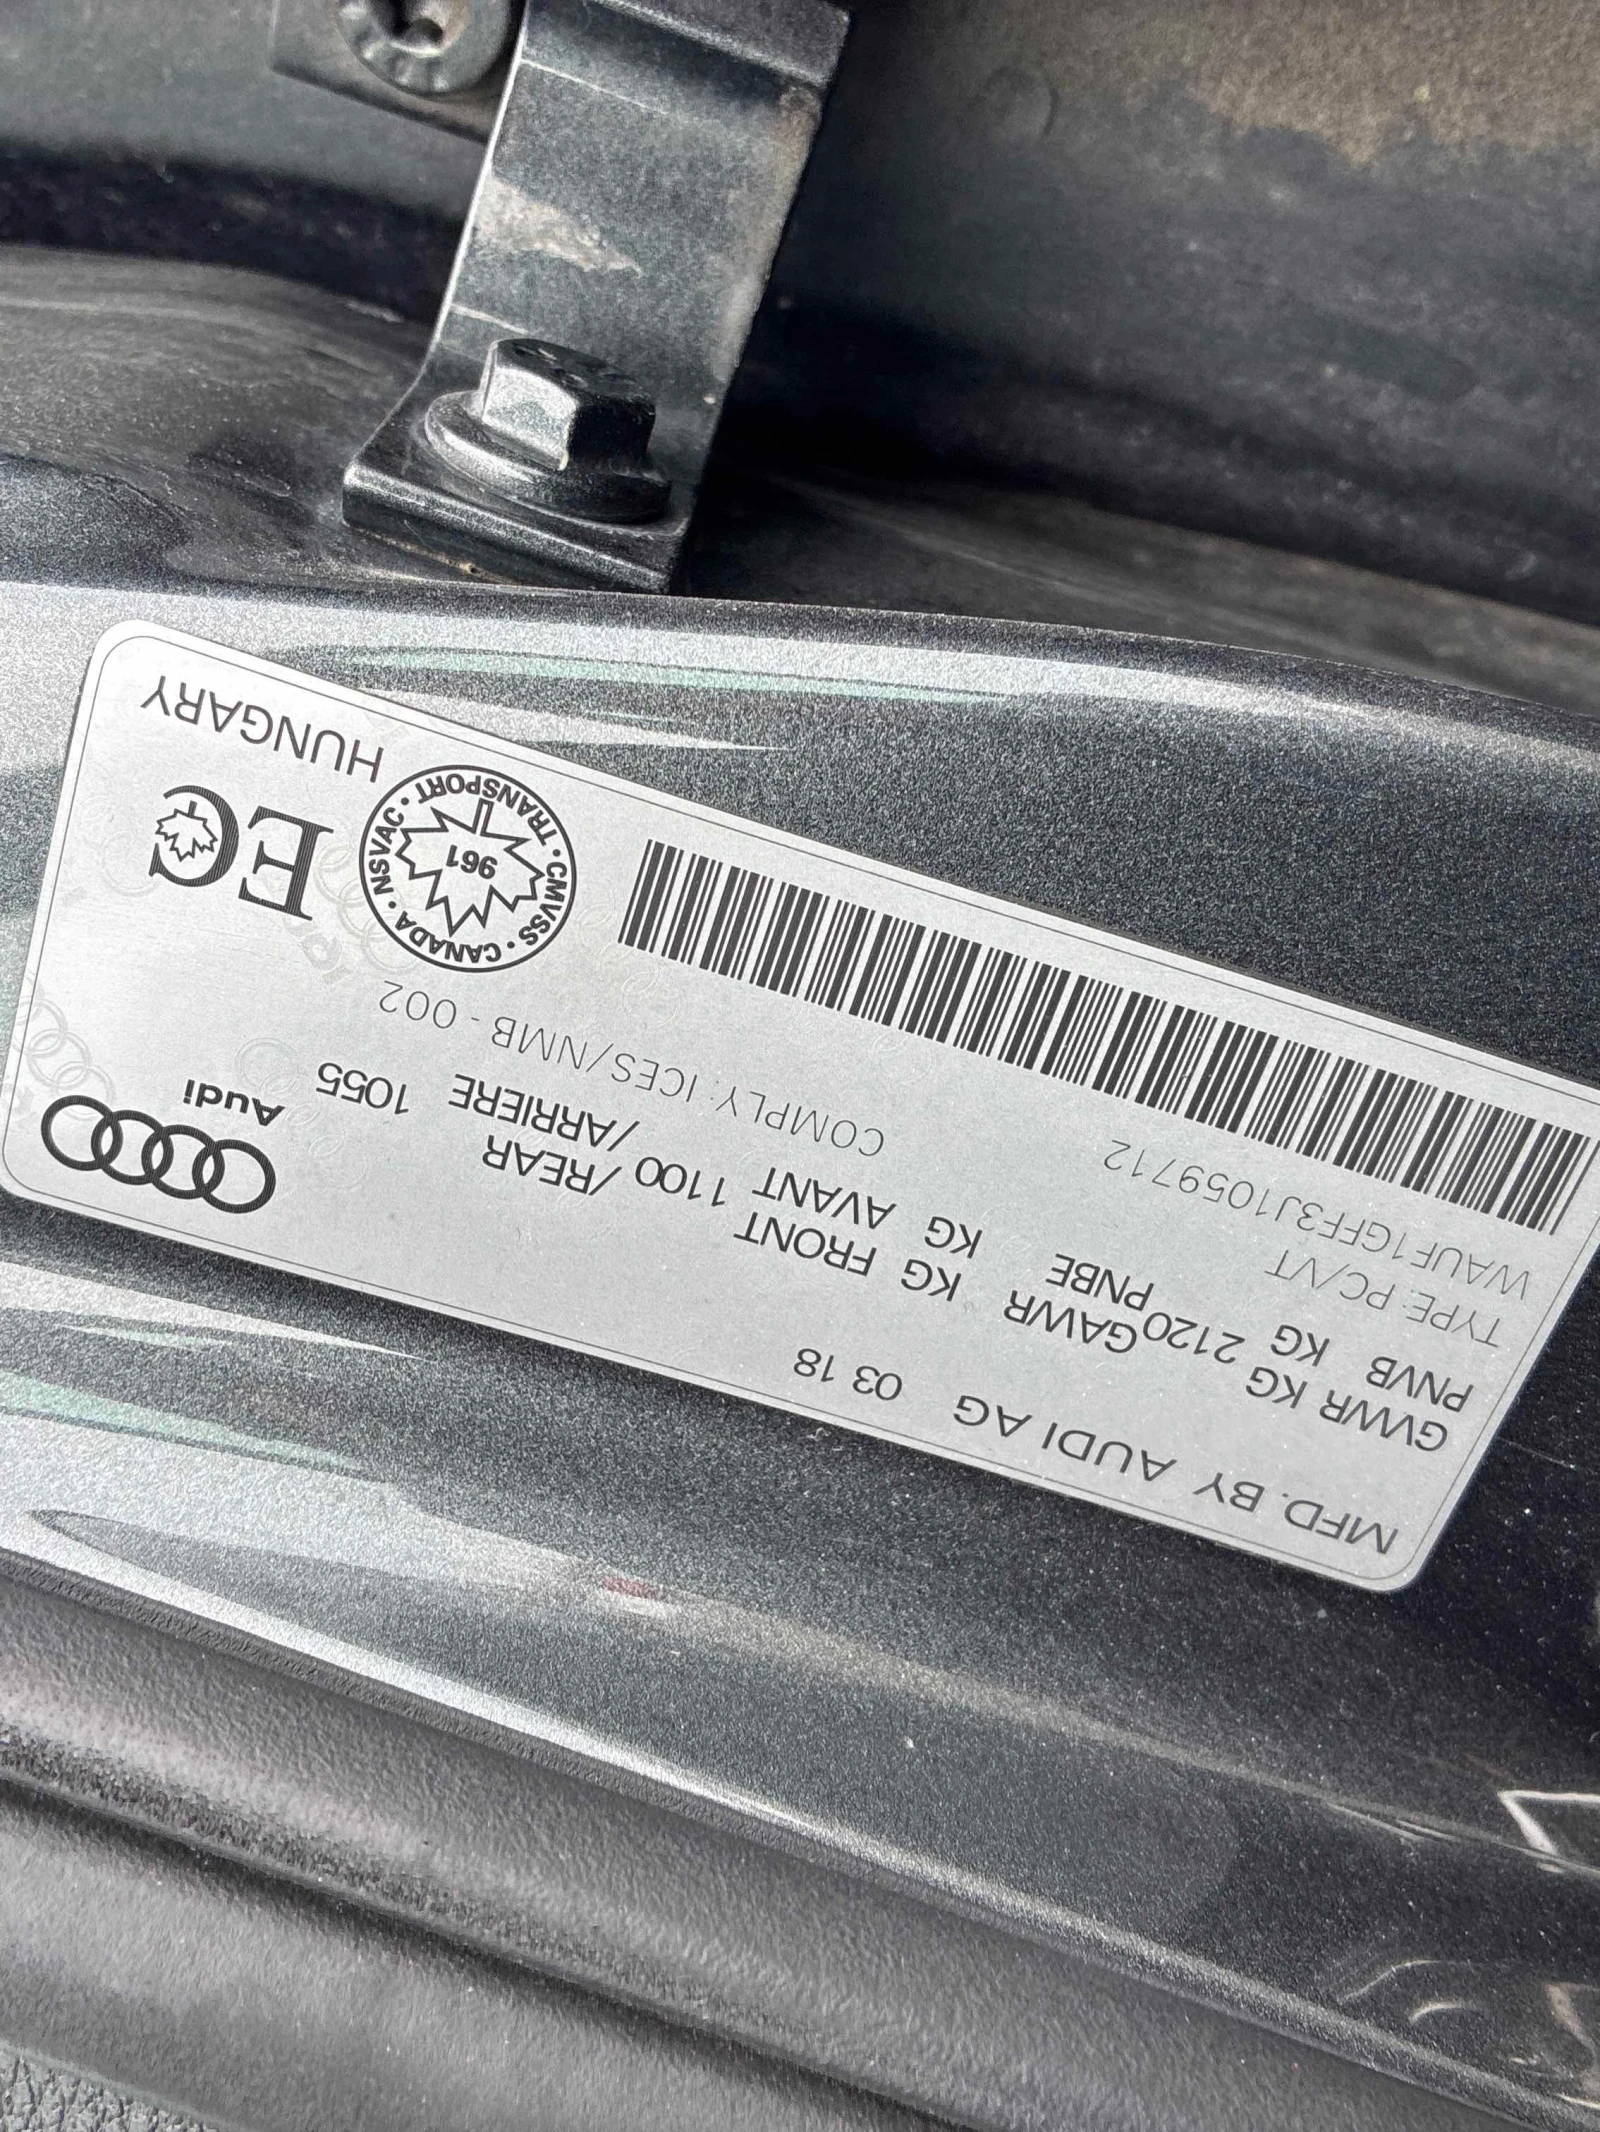 MFD. BY AUDI AG 03 18
GVWR KG 2120 GAWR KG FRONT 1100 /REAR 1055
PNVB KG PNBE KG AVANT /ARRIERE
TYPE: PC/VT COMPLY: ICES/NMB - 002
WAUF1GFF3J1059712
Audi
EC
CANADA · NSVAC · TRANSPORT · CMVSS ·
961
HUNGARY